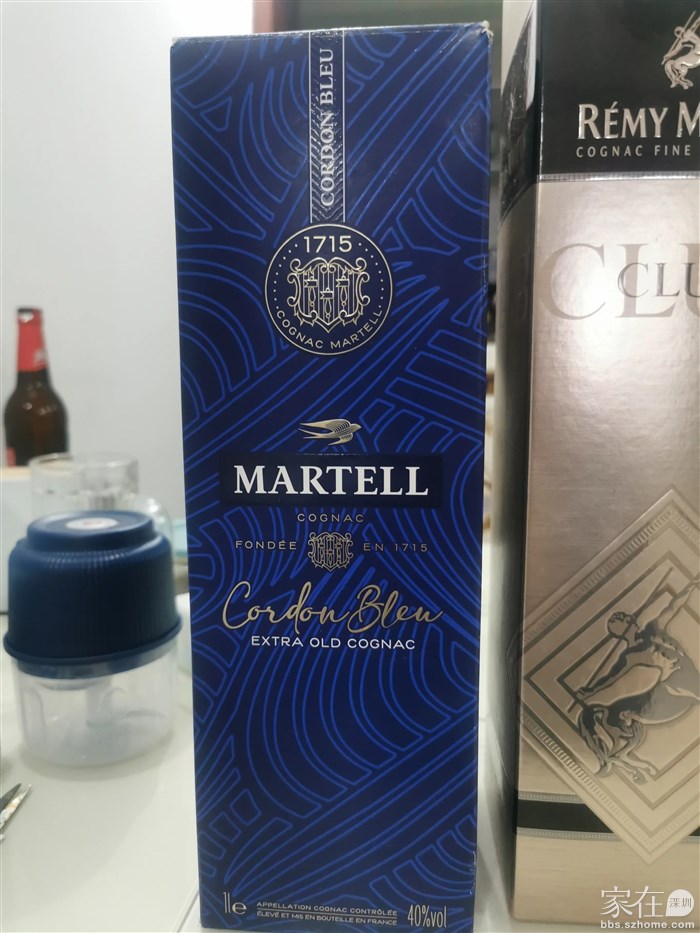 CORDON BLEU
1715
COGNAC MARTELL
MARTELL
COGNAC
FONDÉE EN 1715
Cordon Bleu
EXTRA OLD COGNAC
1le
APPELLATION COGNAC CONTRÔLÉE
ÉLEVÉ ET MIS EN BOUTEILLE EN FRANCE
40%vol
RÉMY M
COGNAC FINE
CLU
CLU
家在深圳
bbs.szhome.com